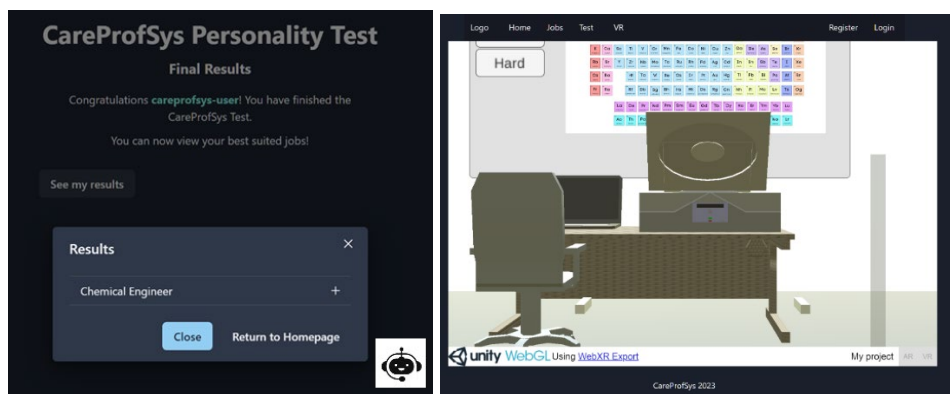 CareProfSys Personality Test
Final Results
Congratulations careprofsys-user! You have finished the
CareProfSys Test.
You can now view your best suited jobs!
See my results
Results
Chemical Engineer
Close Return to Homepage
Logo Home Jobs Test VR Register Login
Hard
unity WebGL Using WebXR Export My project AR VR
CareProfSys 2023